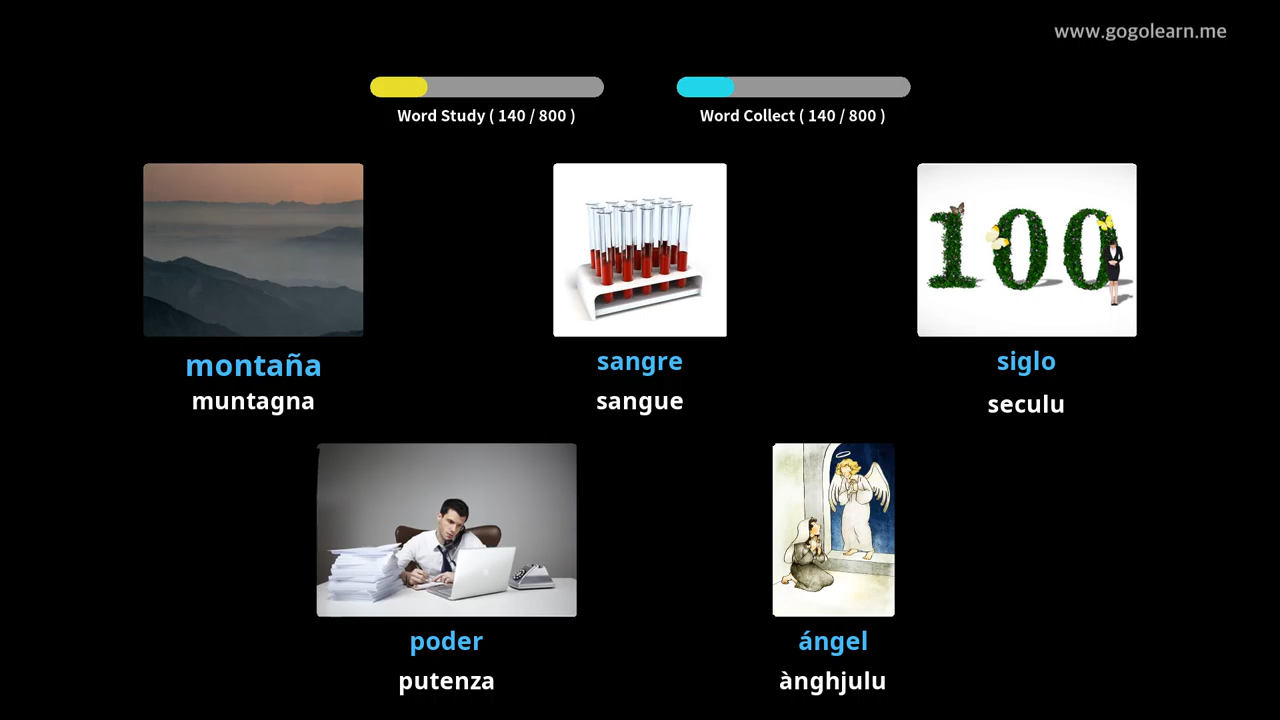 www.gogolearn.me
Word Study ( 140 / 800 )
Word Collect ( 140 / 800 )
montaña
muntagna
sangre
sangue
siglo
seculu
poder
putenza
ángel
ànghjulu